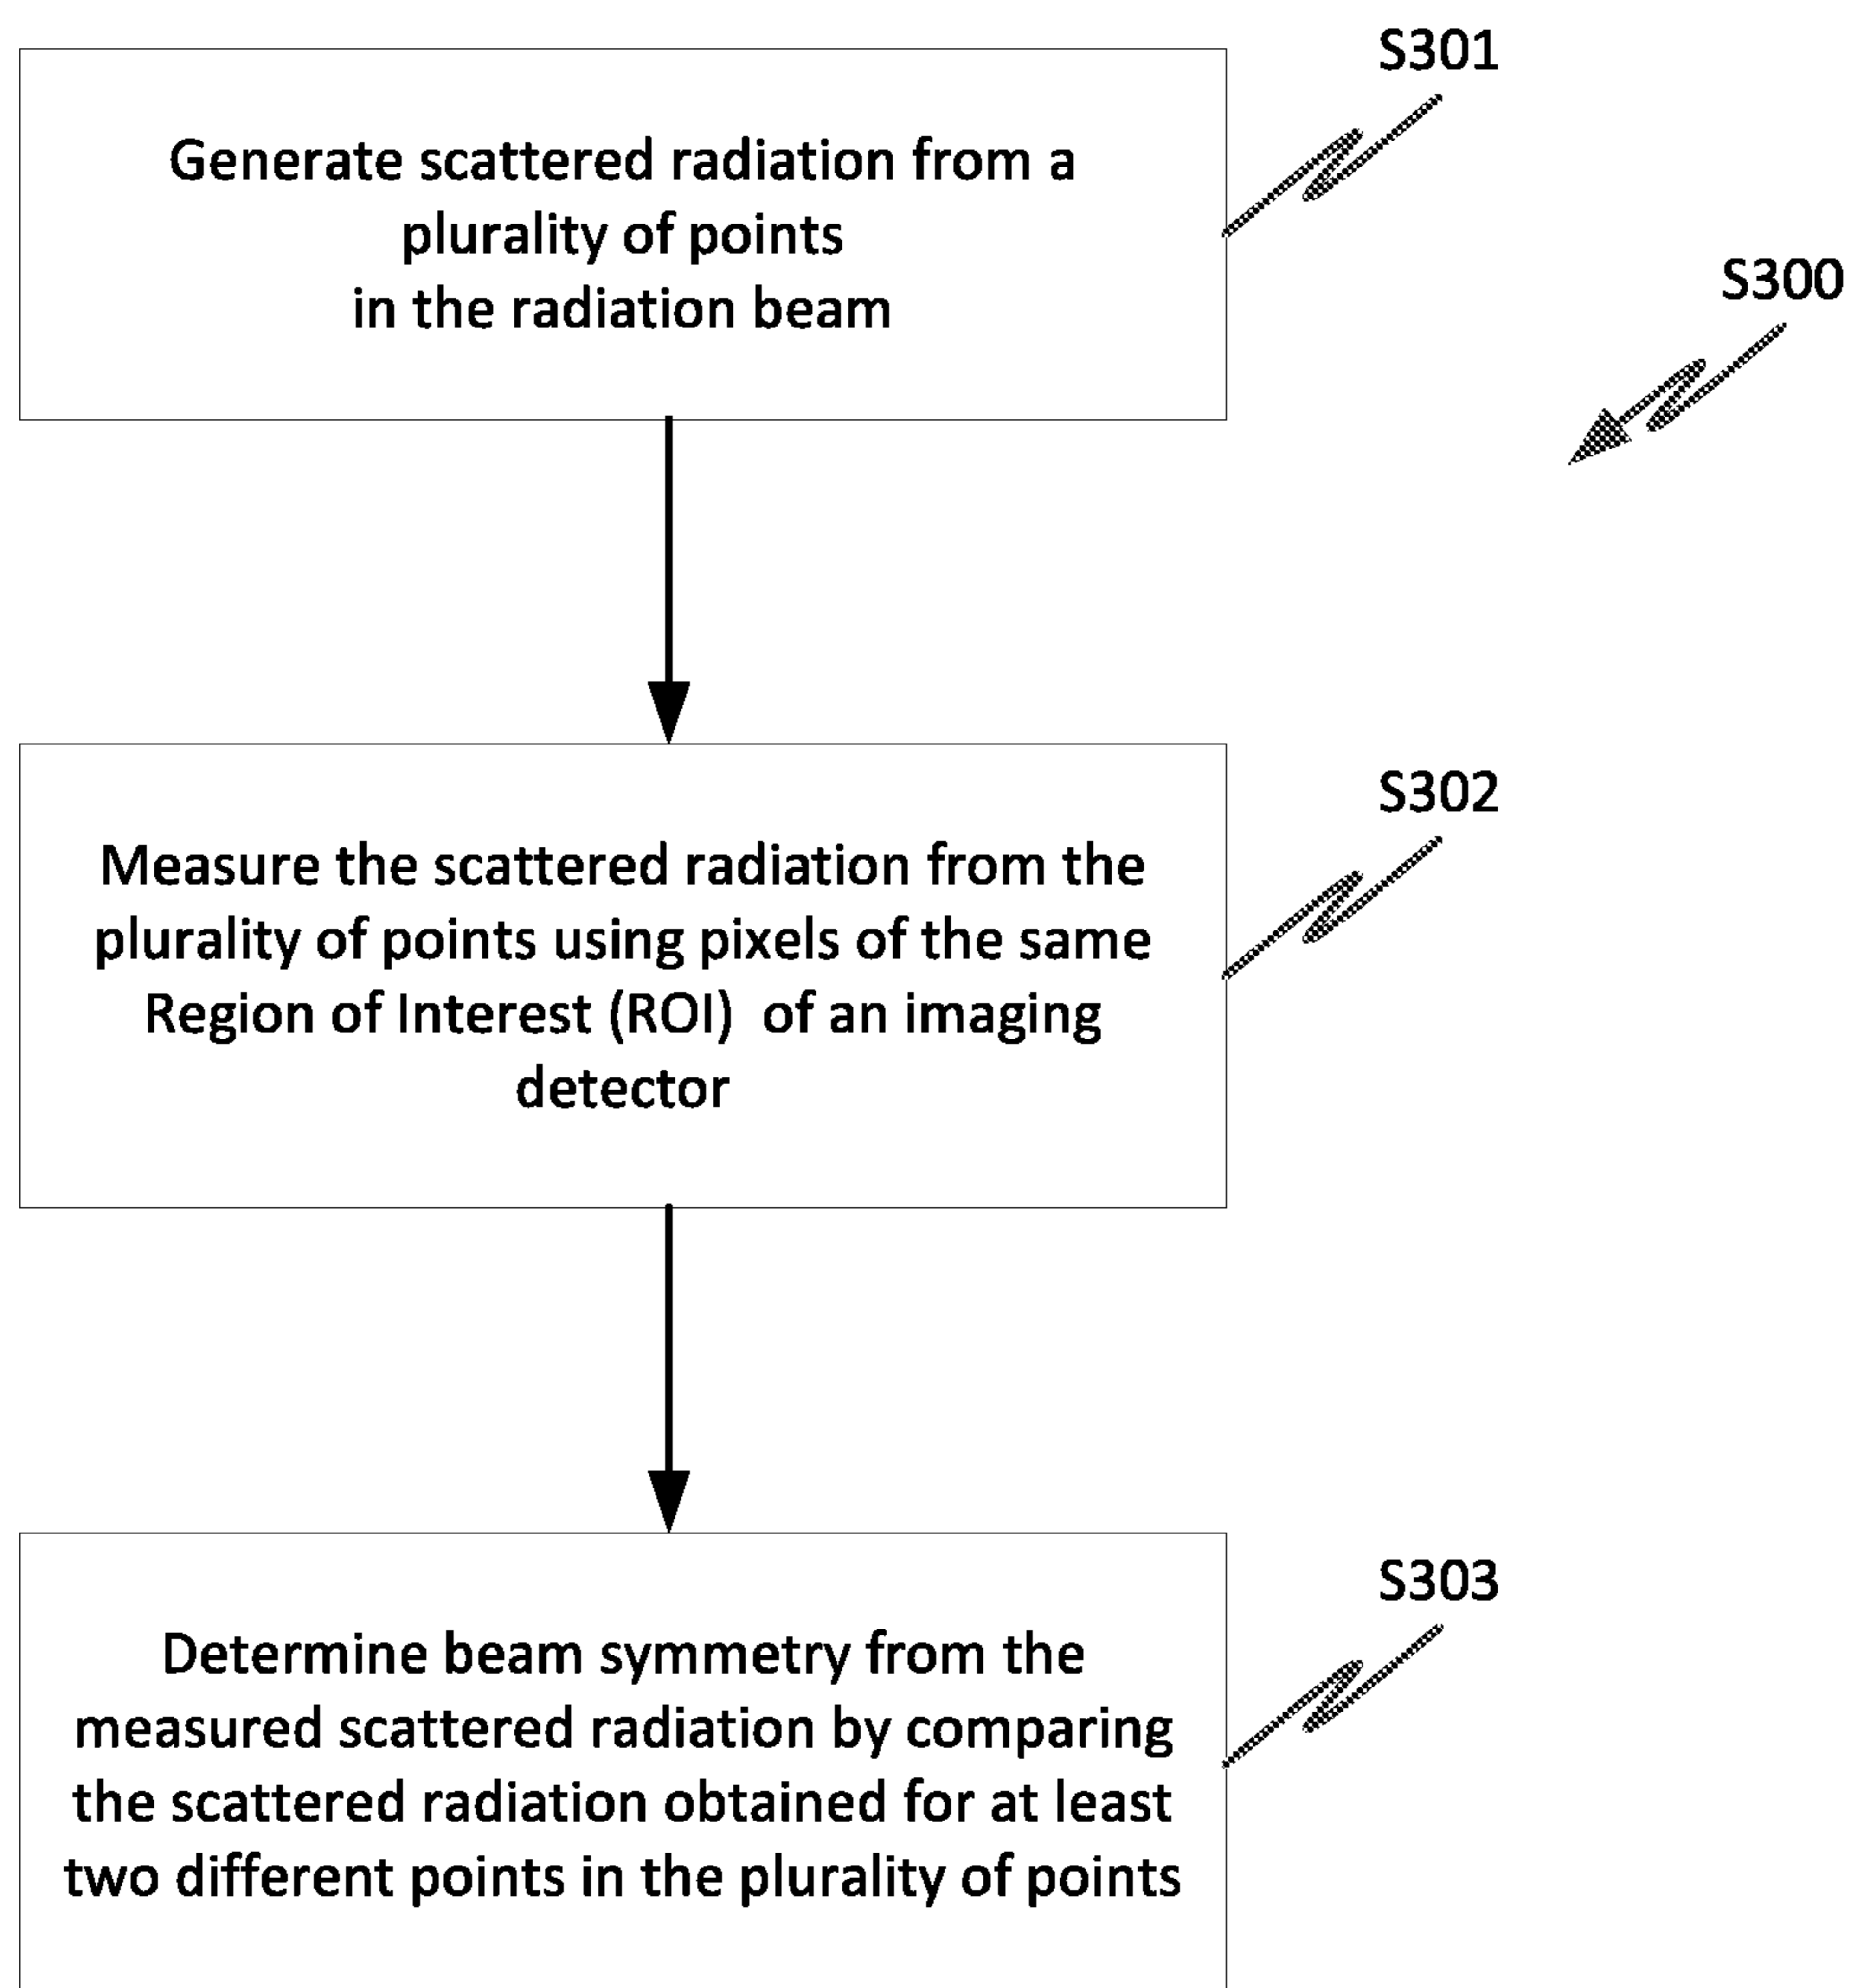 S301
Generate scattered radiation from a
plurality of points
in the radiation beam
S300
S302
Measure the scattered radiation from the
plurality of points using pixels of the same
Region of Interest (ROI)  of an imaging
detector
S303
Determine beam symmetry from the
measured scattered radiation by comparing
the scattered radiation obtained for at least
two different points in the plurality of points